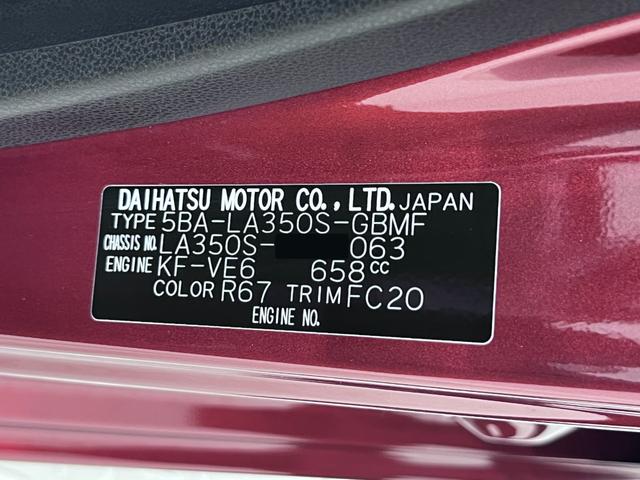 DAIHATSU MOTOR CO., LTD. JAPAN
TYPE 5BA-LA350S-GBMF
CHASSIS NO. LA350S- 063
ENGINE KF-VE6 658cc
COLOR R67 TRIM FC20
ENGINE NO.